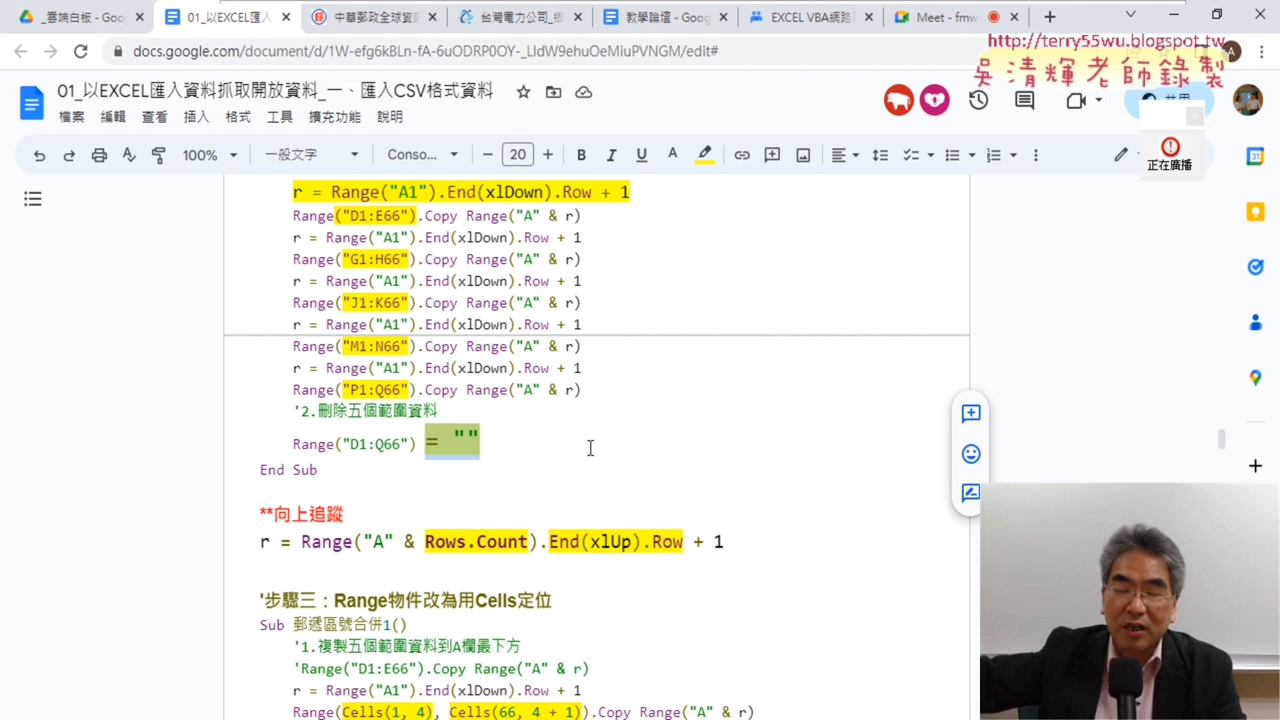 _雲端白板 - Goo
01_以EXCEL匯入
中華郵政全球資訊
台灣電力公司_鄉
教學論壇 - Goog
EXCEL VBA網路爬
Meet - fmw-
docs.google.com/document/d/1W-efg6kBLn-fA-6uODRP0OY-_LIdW9ehuOeMiuPVNGM/edit#
http://terry55wu.blogspot.tw
吳清輝老師錄製
01_以EXCEL匯入資料抓取開放資料_一、匯入CSV格式資料
共用
檔案 編輯 查看 插入 格式 工具 擴充功能 說明
正在廣播
100% 一般文字 Conso... 20
r = Range("A1").End(xlDown).Row + 1
Range("D1:E66").Copy Range("A" & r)
r = Range("A1").End(xlDown).Row + 1
Range("G1:H66").Copy Range("A" & r)
r = Range("A1").End(xlDown).Row + 1
Range("J1:K66").Copy Range("A" & r)
r = Range("A1").End(xlDown).Row + 1
Range("M1:N66").Copy Range("A" & r)
r = Range("A1").End(xlDown).Row + 1
Range("P1:Q66").Copy Range("A" & r)
'2.刪除五個範圍資料
Range("D1:Q66") = ""
End Sub
**向上追蹤
r = Range("A" & Rows.Count).End(xlUp).Row + 1
'步驟三：Range物件改為用Cells定位
Sub 郵遞區號合併1()
'1.複製五個範圍資料到A欄最下方
'Range("D1:E66").Copy Range("A" & r)
r = Range("A1").End(xlDown).Row + 1
Range(Cells(1, 4), Cells(66, 4 + 1)).Copy Range("A" & r)